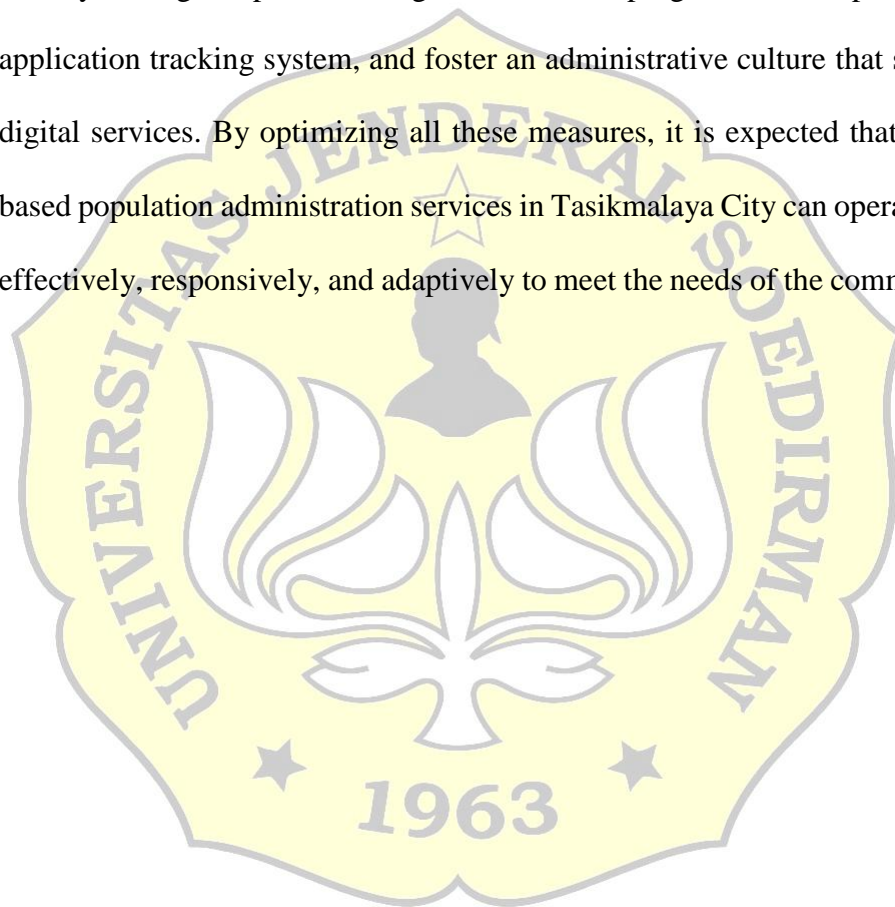 application tracking system, and foster an administrative culture that
digital services. By optimizing all these measures, it is expected that
based population administration services in Tasikmalaya City can
effectively, responsively, and adaptively to meet the needs of the
UNIVERSITAS JENDERAL SOEDIRMAN
1963